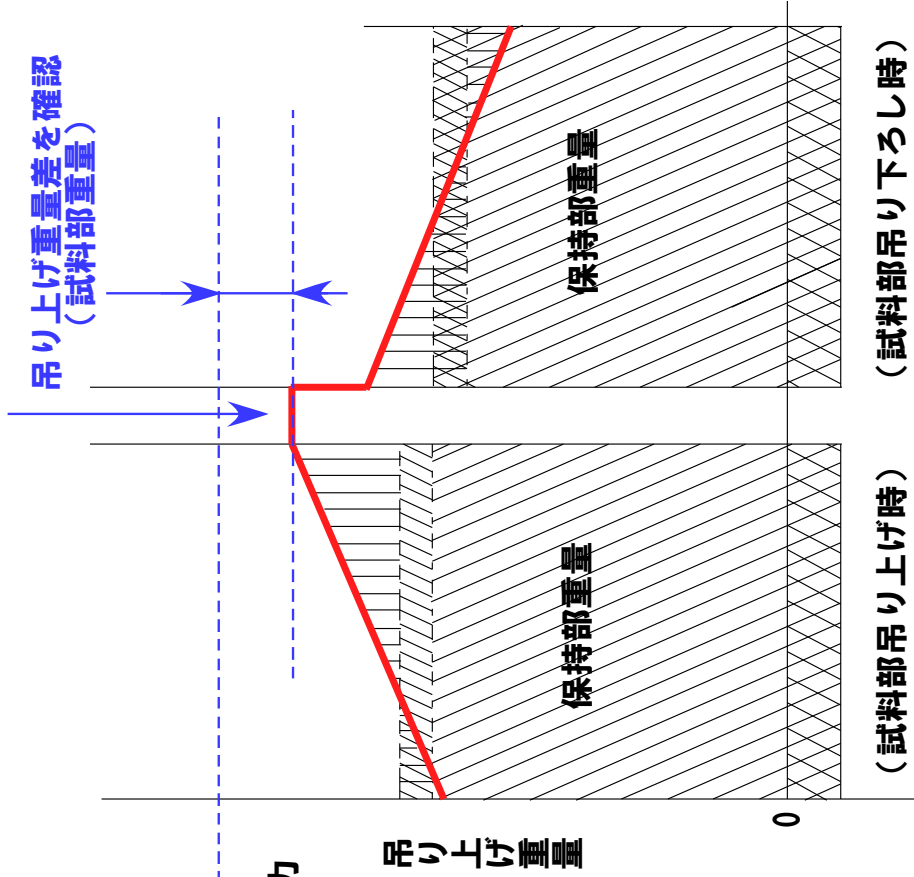 吊り上げ重量差を確認
（試料部重量）
保持部重量
保持部重量
吊り上げ重量
0
（試料部吊り上げ時）
（試料部吊り下ろし時）